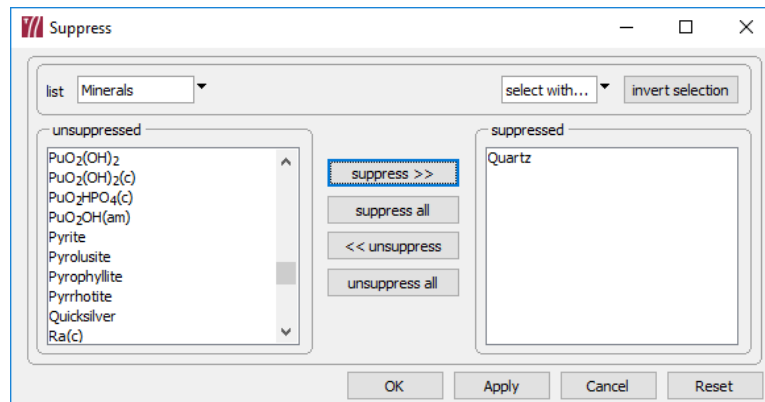 Suppress
list Minerals select with... invert selection
unsuppressed
PuO₂(OH)₂
PuO₂(OH)₂(c)
PuO₂HPO₄(c)
PuO₂OH(am)
Pyrite
Pyrolusite
Pyrophyllite
Pyrrhotite
Quicksilver
Ra(c)
suppress >>
suppress all
<< unsuppress
unsuppress all
suppressed
Quartz
OK Apply Cancel Reset